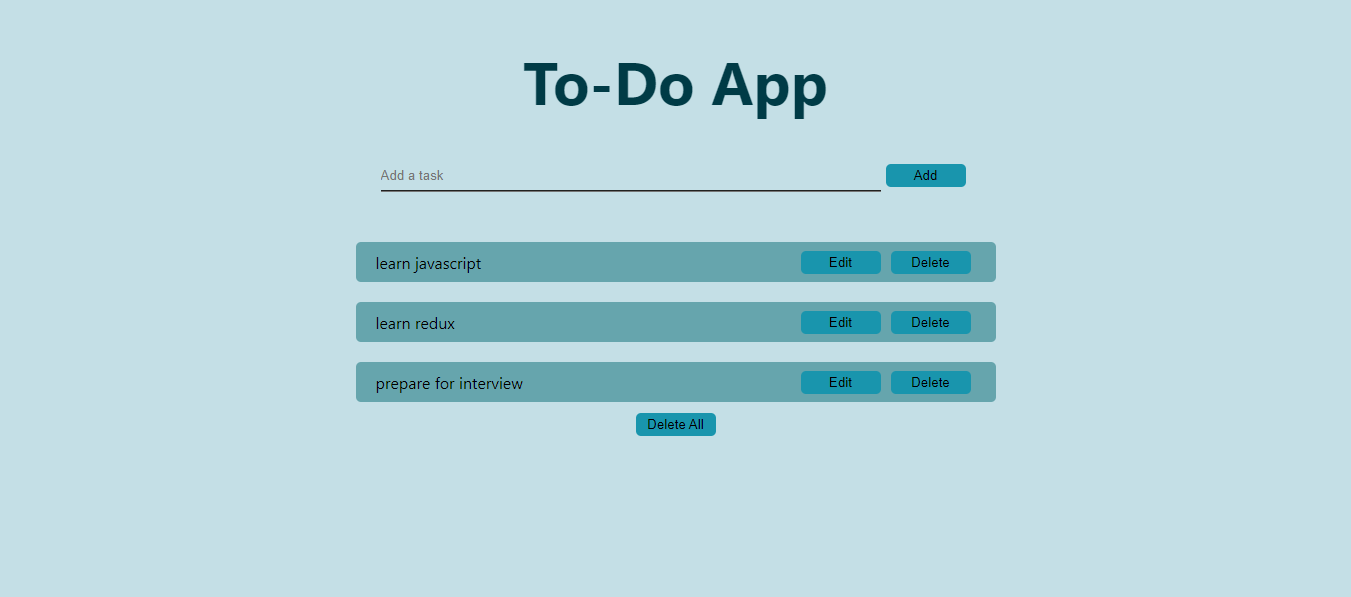 To-Do App
Add a task Add
learn javascript Edit Delete
learn redux Edit Delete
prepare for interview Edit Delete
Delete All